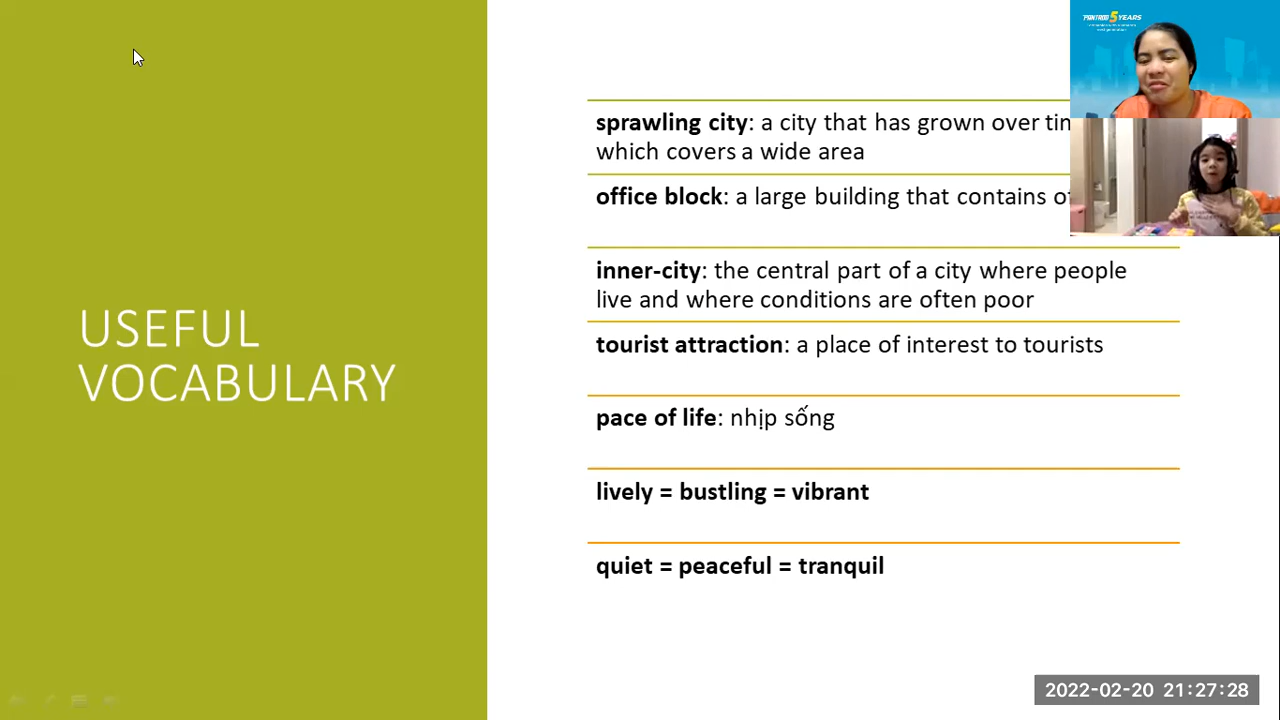 USEFUL
VOCABULARY
sprawling city: a city that has grown over
which covers a wide area
office block: a large building that contains
inner-city: the central part of a city where people
live and where conditions are often poor
tourist attraction: a place of interest to tourists
pace of life: nhịp sống
lively = bustling = vibrant
quiet = peaceful = tranquil
5 YEARS
2022-02-20 21:27:28